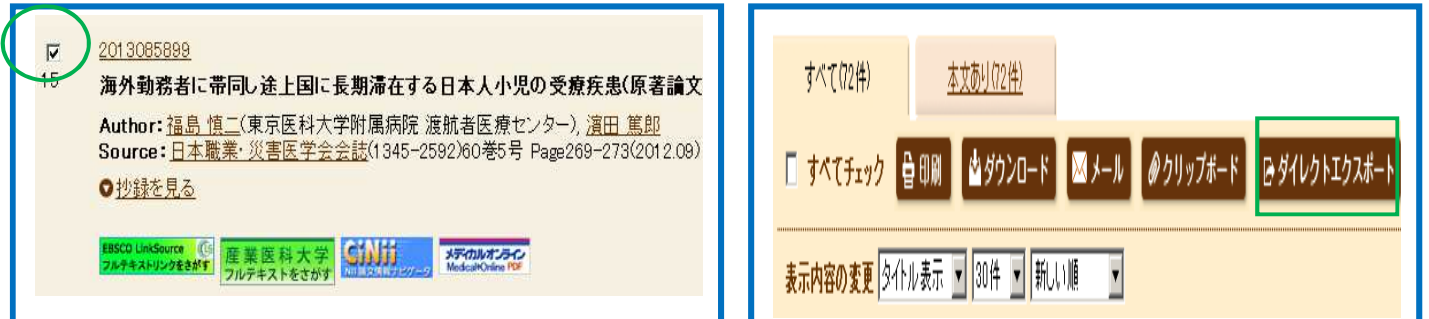 2013085899
15
海外勤務者に帯同し途上国に長期滞在する日本人小児の受療疾患(原著論文
Author: 福島 慎二(東京医科大学附属病院 渡航者医療センター), 濱田 篤郎
Source: 日本職業・災害医学会会誌(1345-2592)60巻5号 Page269-273(2012.09)
抄録を見る
EBSCO LinkSource
フルテキストリンクをさがす
産業医科大学
フルテキストをさがす
CiNii
NII 論文情報ナビゲータ
メディカルオンライン
Medical*Online PDF
すべて(72件)
本文あり(72件)
すべてチェック 印刷 ダウンロード メール クリップボード ダイレクトエクスポート
表示内容の変更 タイトル表示 30件 新しい順